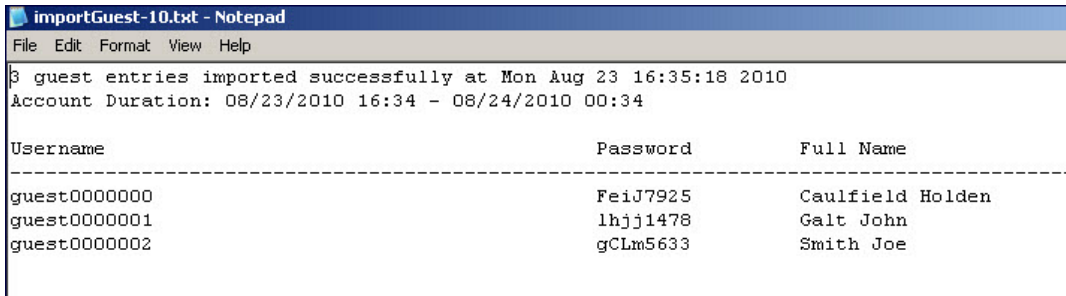 importGuest-10.txt - Notepad
File Edit Format View Help
3 guest entries imported successfully at Mon Aug 23 16:35:18 2010
Account Duration: 08/23/2010 16:34 - 08/24/2010 00:34
Username Password Full Name
--------------------------------------------------------------------------------
guest0000000 FeiJ7925 Caulfield Holden
guest0000001 lhjj1478 Galt John
guest0000002 gCLm5633 Smith Joe